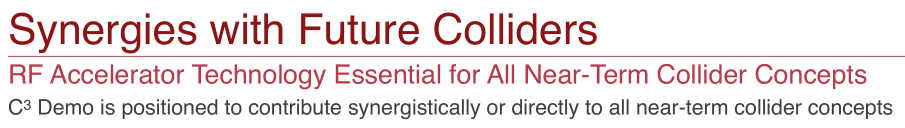 Synergies with Future Colliders
RF Accelerator Technology Essential for All Near-Term Collider Concepts
C³ Demo is positioned to contribute synergistically or directly to all near-term collider concepts